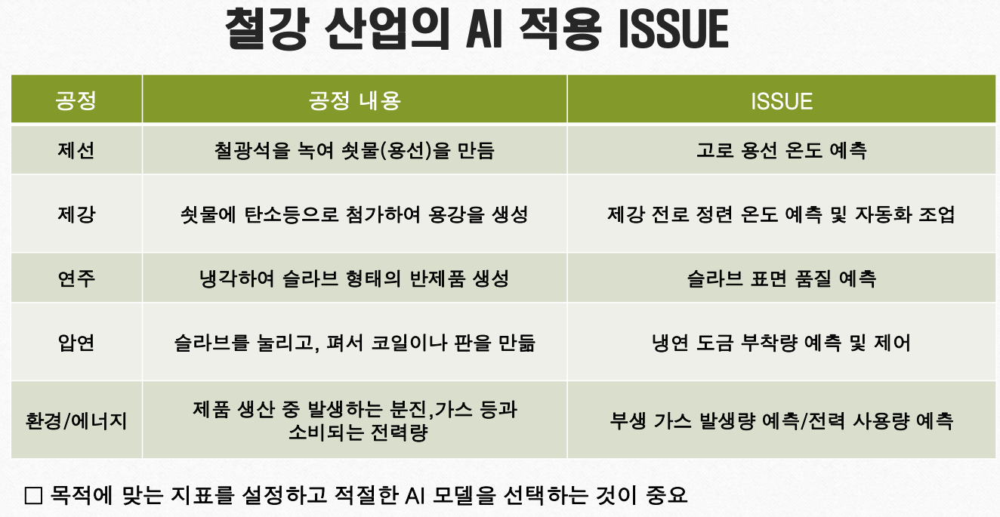 철강 산업의 AI 적용 ISSUE
공정 공정 내용 ISSUE
제선 철광석을 녹여 쇳물(용선)을 만듬 고로 용선 온도 예측
제강 쇳물에 탄소등으로 첨가하여 용강을 생성 제강 전로 정련 온도 예측 및 자동화 조업
연주 냉각하여 슬라브 형태의 반제품 생성 슬라브 표면 품질 예측
압연 슬라브를 눌리고, 펴서 코일이나 판을 만듦 냉연 도금 부착량 예측 및 제어
환경/에너지 제품 생산 중 발생하는 분진,가스 등과
소비되는 전력량 부생 가스 발생량 예측/전력 사용량 예측
□ 목적에 맞는 지표를 설정하고 적절한 AI 모델을 선택하는 것이 중요